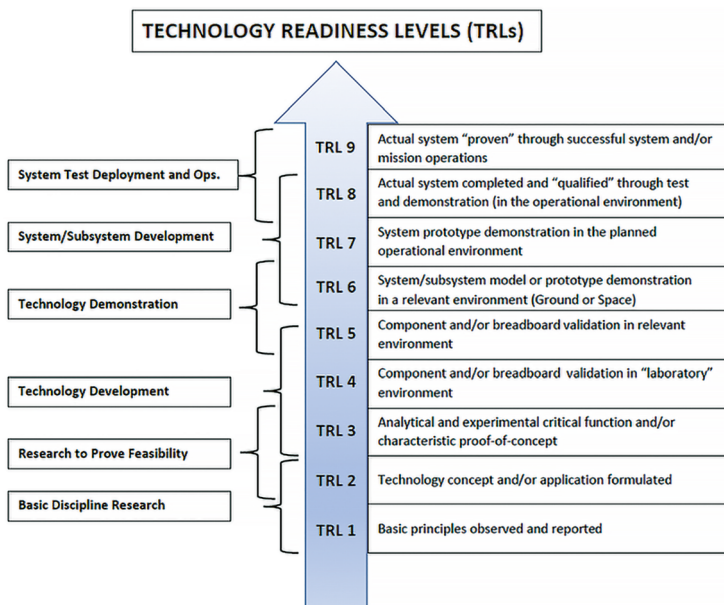 TECHNOLOGY READINESS LEVELS (TRLs)
System Test Deployment and Ops.
System/Subsystem Development
Technology Demonstration
Technology Development
Research to Prove Feasibility
Basic Discipline Research
TRL 9
Actual system “proven” through successful system and/or
mission operations
TRL 8
Actual system completed and “qualified” through test
and demonstration (in the operational environment)
TRL 7
System prototype demonstration in the planned
operational environment
TRL 6
System/subsystem model or prototype demonstration
in a relevant environment (Ground or Space)
TRL 5
Component and/or breadboard validation in relevant
environment
TRL 4
Component and/or breadboard validation in “laboratory”
environment
TRL 3
Analytical and experimental critical function and/or
characteristic proof-of-concept
TRL 2
Technology concept and/or application formulated
TRL 1
Basic principles observed and reported